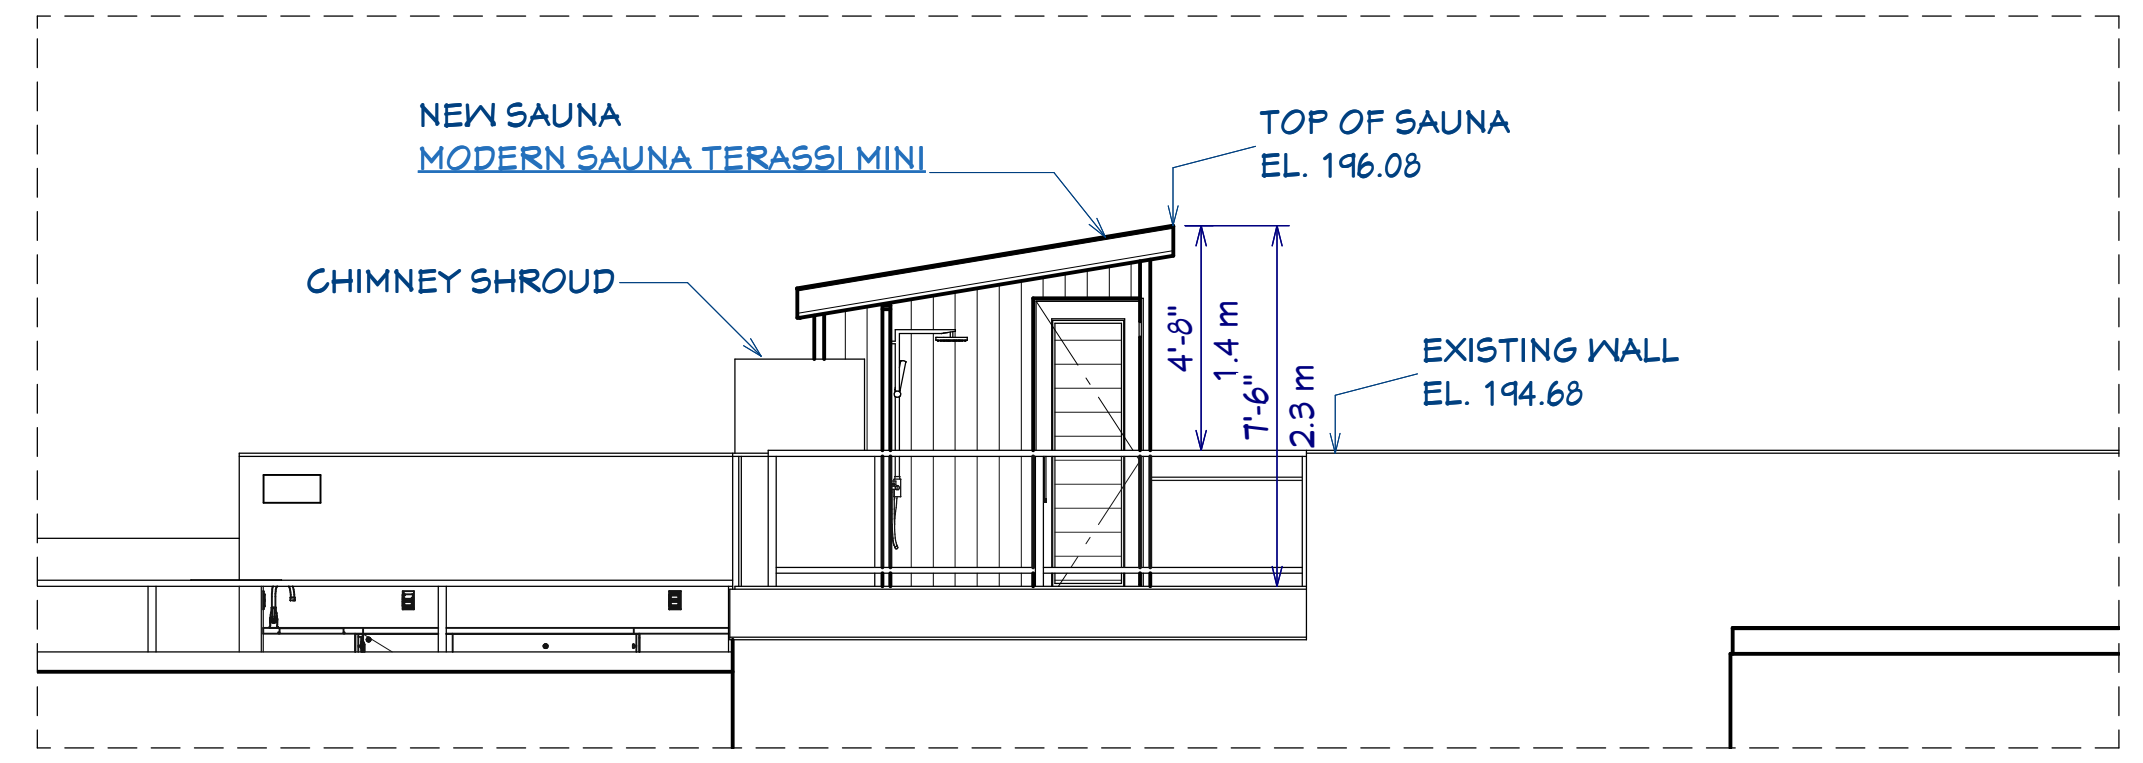 NEW SAUNA
MODERN SAUNA TERASSI MINI
TOP OF SAUNA
EL. 196.08
CHIMNEY SHROUD
4'-8"
1.4 m
7'-6"
2.3 m
EXISTING WALL
EL. 194.68